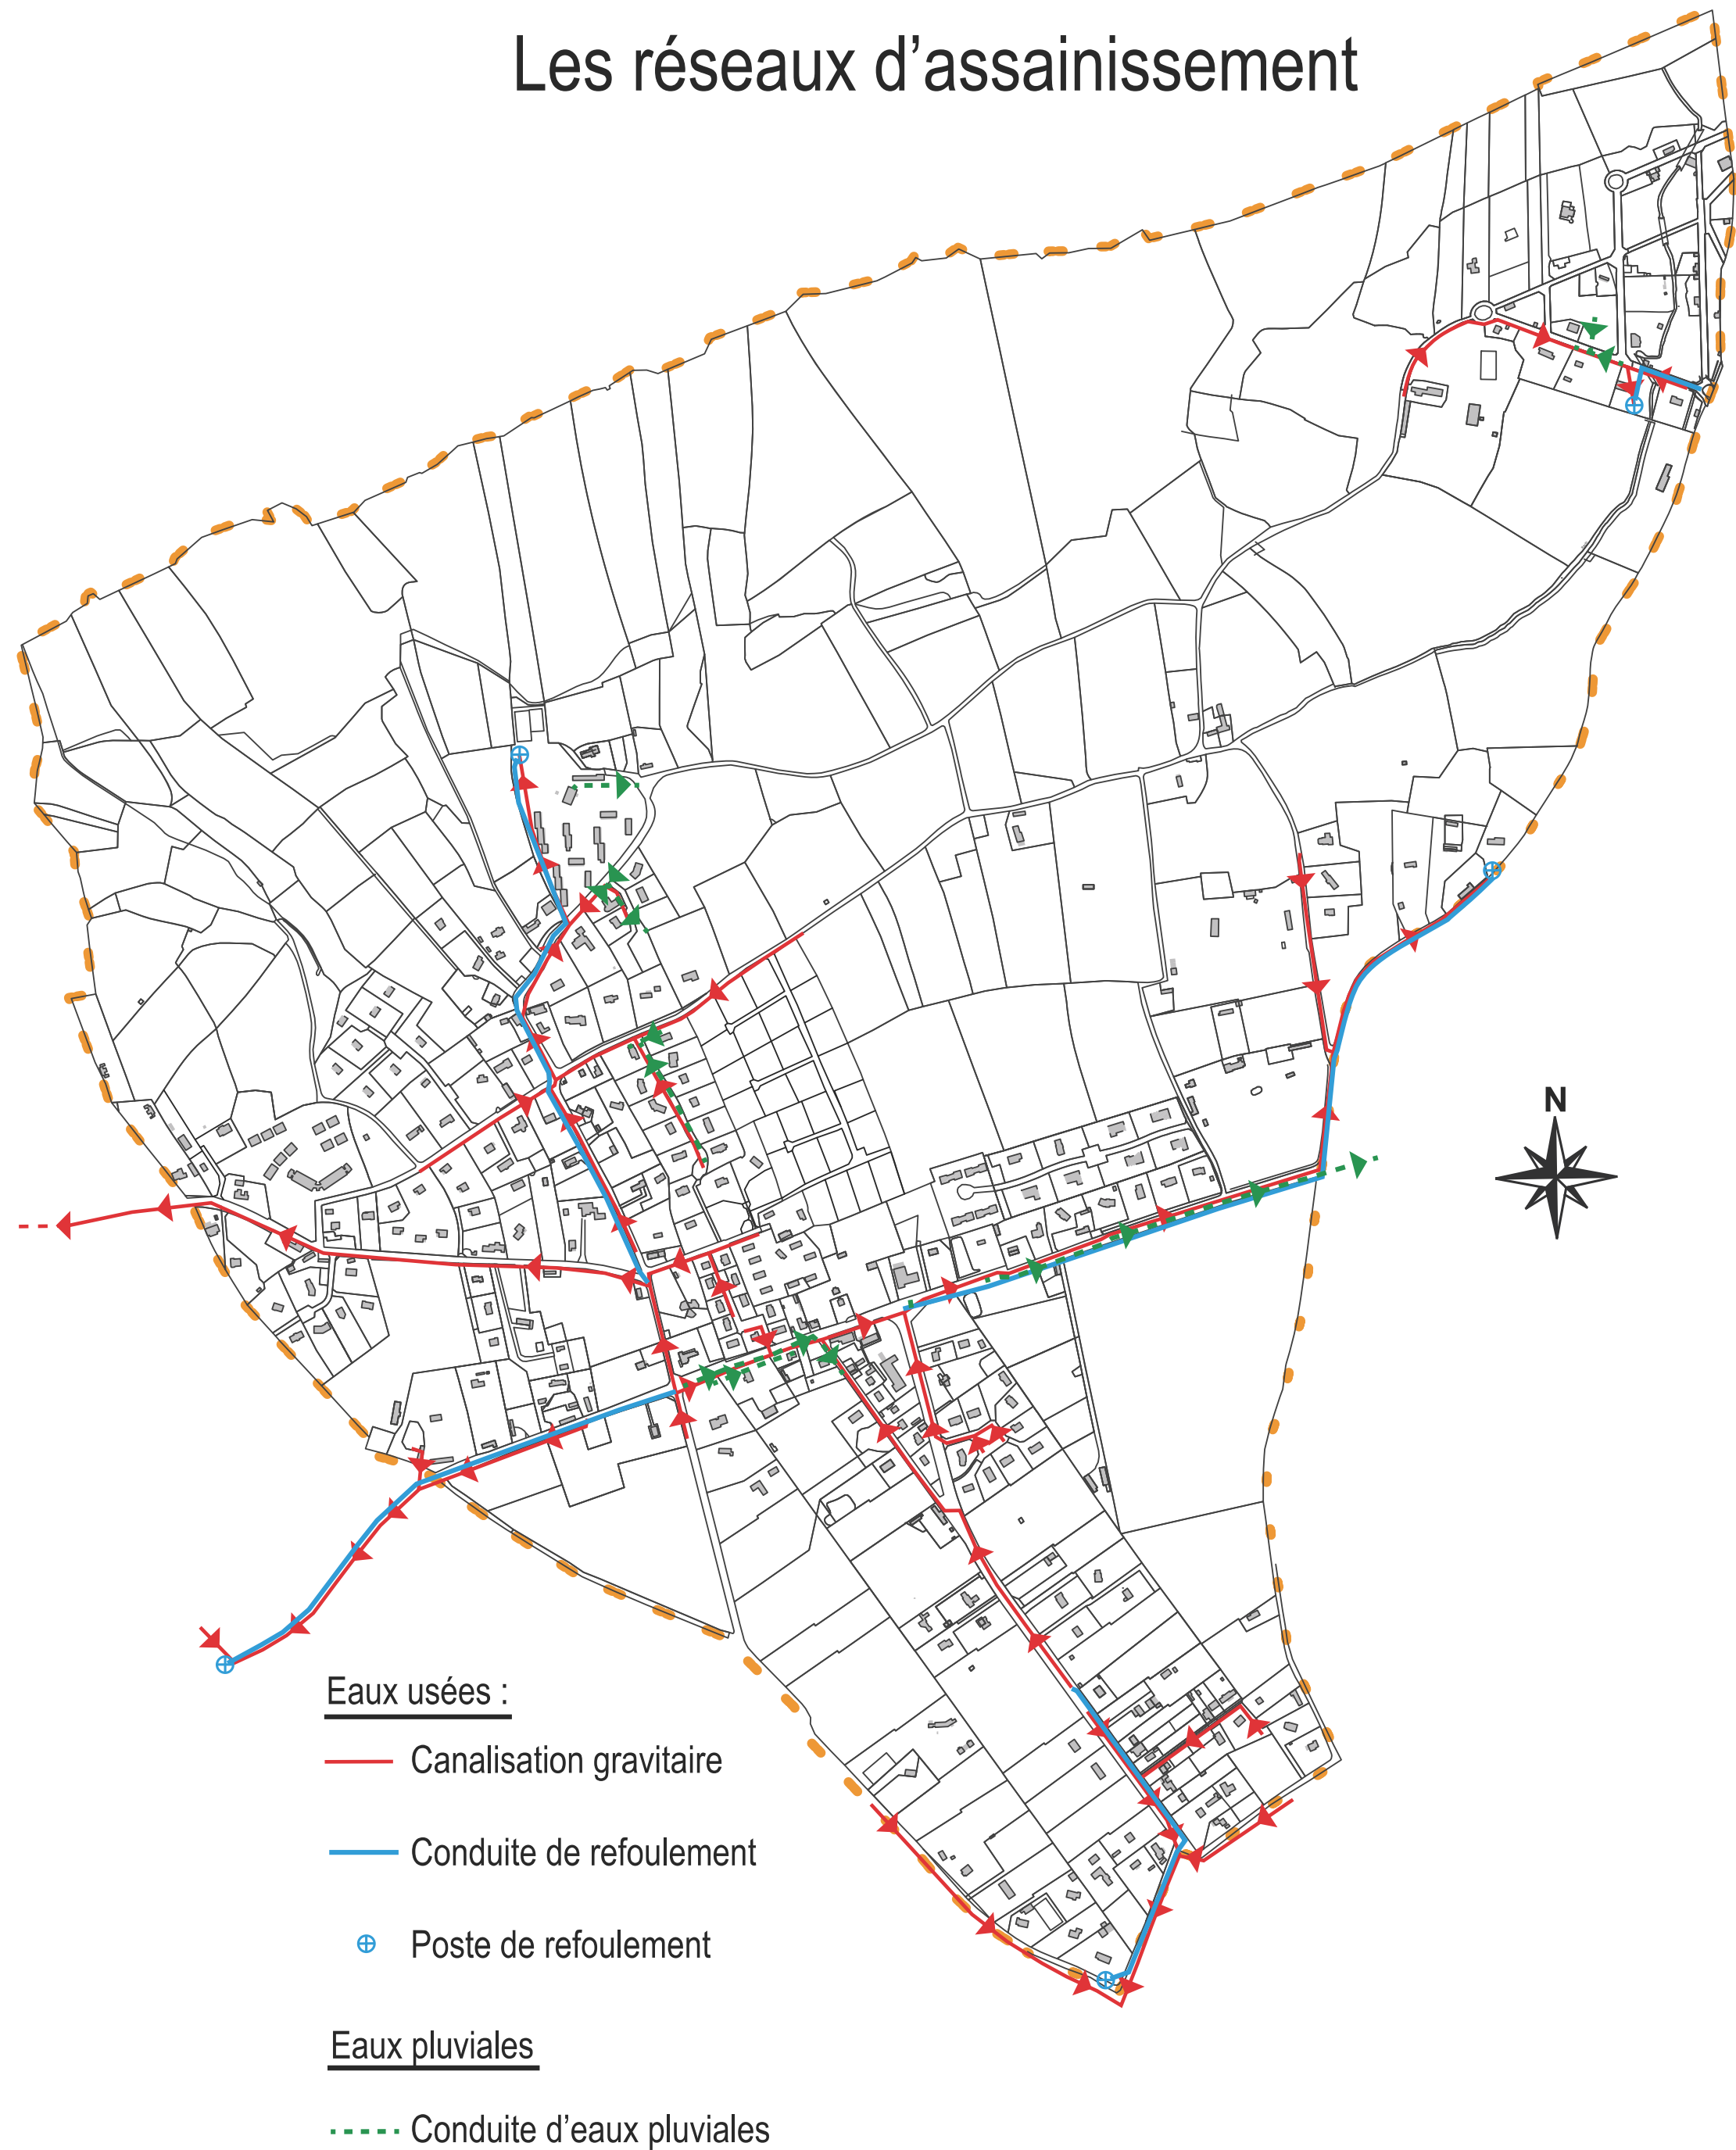 Les réseaux d’assainissement
N
Eaux usées :
Canalisation gravitaire
Conduite de refoulement
Poste de refoulement
Eaux pluviales
Conduite d’eaux pluviales